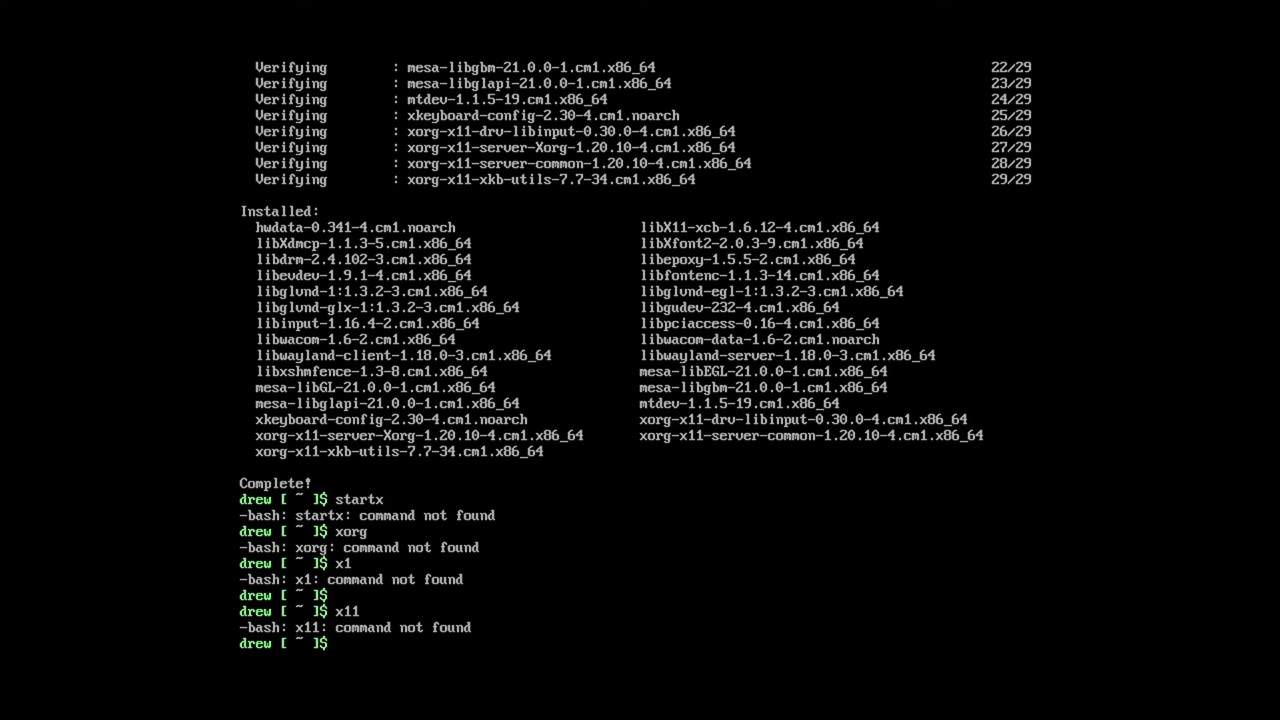 Verifying : mesa-libgbm-21.0.0-1.cm1.x86_64 22/29
Verifying : mesa-libglapi-21.0.0-1.cm1.x86_64 23/29
Verifying : mtdev-1.1.5-19.cm1.x86_64 24/29
Verifying : xkeyboard-config-2.30-4.cm1.noarch 25/29
Verifying : xorg-x11-drv-libinput-0.30.0-4.cm1.x86_64 26/29
Verifying : xorg-x11-server-Xorg-1.20.10-4.cm1.x86_64 27/29
Verifying : xorg-x11-server-common-1.20.10-4.cm1.x86_64 28/29
Verifying : xorg-x11-xkb-utils-7.7-34.cm1.x86_64 29/29
Installed:
hwdata-0.341-4.cm1.noarch libX11-xcb-1.6.12-4.cm1.x86_64
libXdmcp-1.1.3-5.cm1.x86_64 libXfont2-2.0.3-9.cm1.x86_64
libdrm-2.4.102-3.cm1.x86_64 libepoxy-1.5.5-2.cm1.x86_64
libevdev-1.9.1-4.cm1.x86_64 libfontenc-1.1.3-14.cm1.x86_64
libglvnd-1:1.3.2-3.cm1.x86_64 libglvnd-egl-1:1.3.2-3.cm1.x86_64
libglvnd-glx-1:1.3.2-3.cm1.x86_64 libgudev-232-4.cm1.x86_64
libinput-1.16.4-2.cm1.x86_64 libpciaccess-0.16-4.cm1.x86_64
libwacom-1.6-2.cm1.x86_64 libwacom-data-1.6-2.cm1.noarch
libwayland-client-1.18.0-3.cm1.x86_64 libwayland-server-1.18.0-3.cm1.x86_64
libxshmfence-1.3-8.cm1.x86_64 mesa-libEGL-21.0.0-1.cm1.x86_64
mesa-libGL-21.0.0-1.cm1.x86_64 mesa-libgbm-21.0.0-1.cm1.x86_64
mesa-libglapi-21.0.0-1.cm1.x86_64 mtdev-1.1.5-19.cm1.x86_64
xkeyboard-config-2.30-4.cm1.noarch xorg-x11-drv-libinput-0.30.0-4.cm1.x86_64
xorg-x11-server-Xorg-1.20.10-4.cm1.x86_64 xorg-x11-server-common-1.20.10-4.cm1.x86_64
xorg-x11-xkb-utils-7.7-34.cm1.x86_64
Complete!
drew [ ~ ]$ startx
-bash: startx: command not found
drew [ ~ ]$ xorg
-bash: xorg: command not found
drew [ ~ ]$ x1
-bash: x1: command not found
drew [ ~ ]$
drew [ ~ ]$ x11
-bash: x11: command not found
drew [ ~ ]$